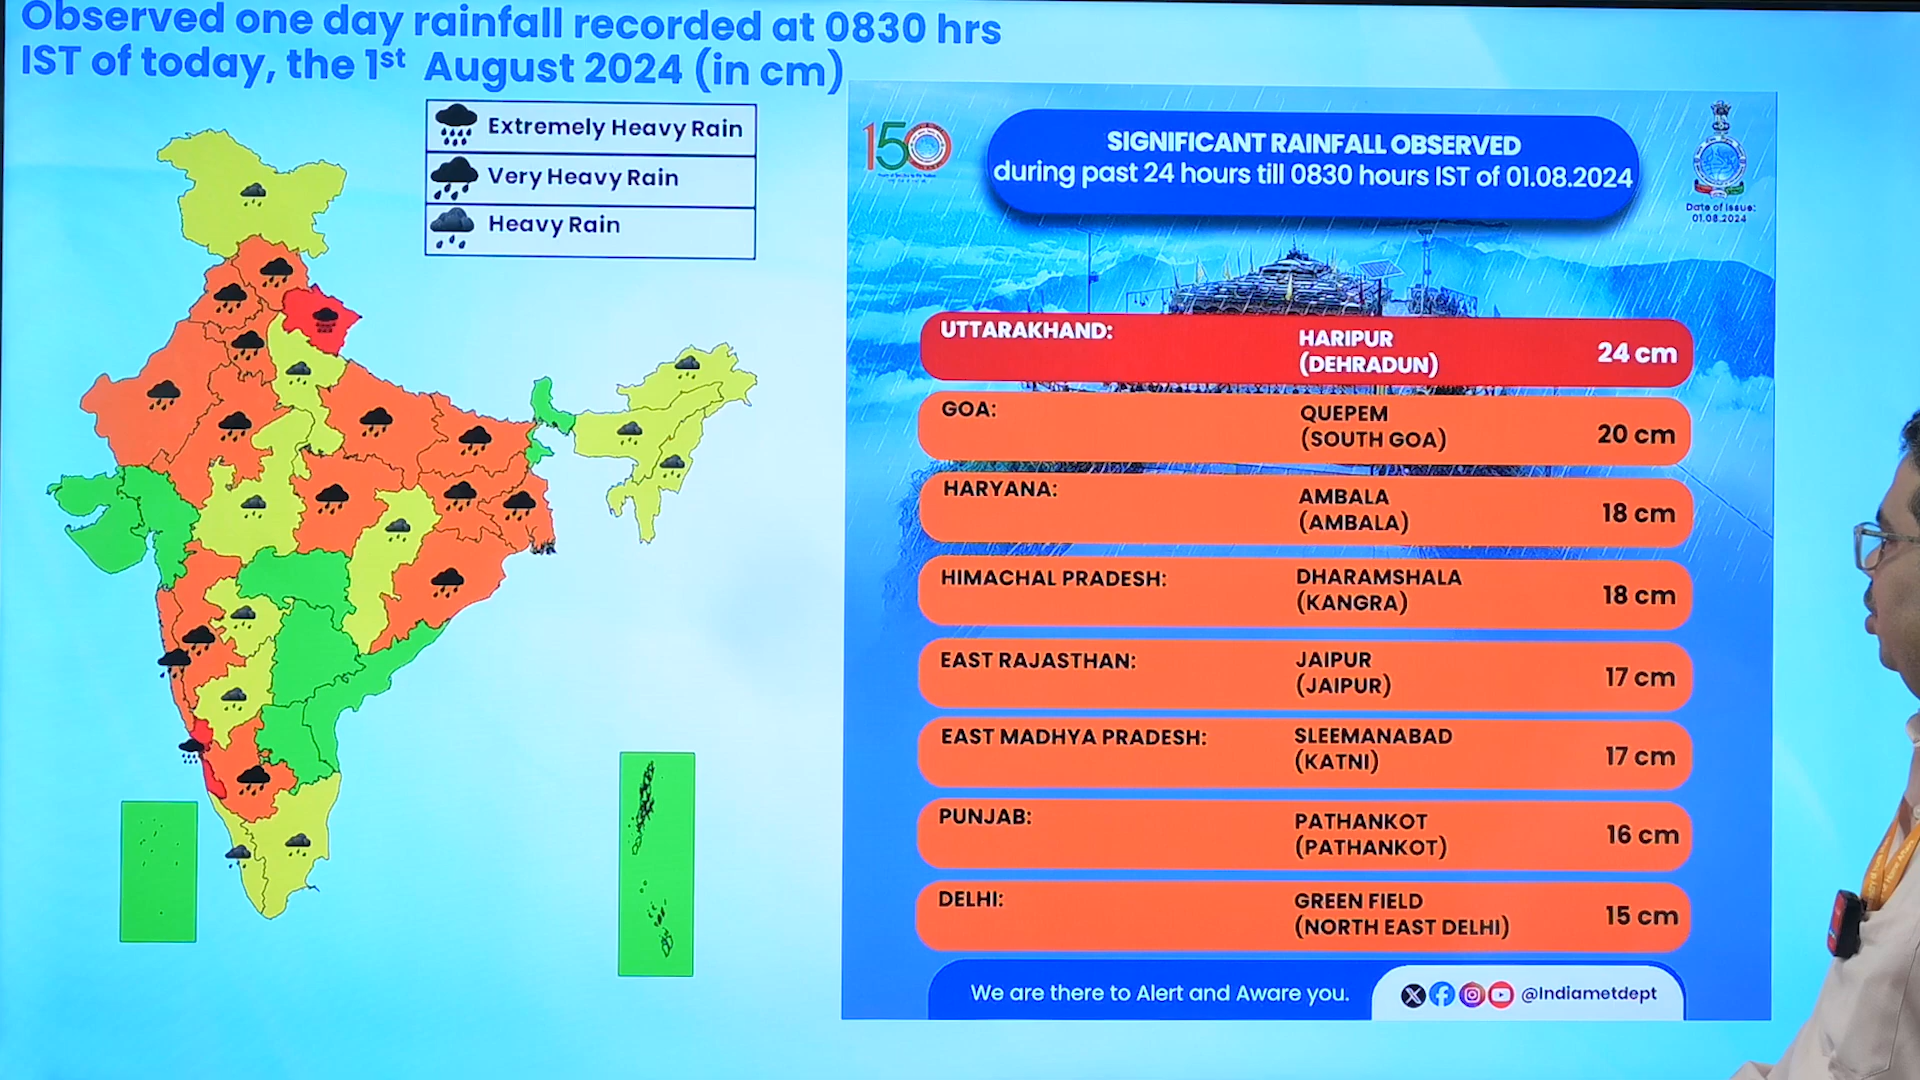 Observed one day rainfall recorded at 0830 hrs
IST of today, the 1st August 2024 (in cm)
Extremely Heavy Rain
Very Heavy Rain
Heavy Rain
150
SIGNIFICANT RAINFALL OBSERVED
during past 24 hours till 0830 hours IST of 01.08.2024
Date of Issue:
01.08.2024
UTTARAKHAND: HARIPUR (DEHRADUN) 24 cm
GOA: QUEPEM (SOUTH GOA) 20 cm
HARYANA: AMBALA (AMBALA) 18 cm
HIMACHAL PRADESH: DHARAMSHALA (KANGRA) 18 cm
EAST RAJASTHAN: JAIPUR (JAIPUR) 17 cm
EAST MADHYA PRADESH: SLEEMANABAD (KATNI) 17 cm
PUNJAB: PATHANKOT (PATHANKOT) 16 cm
DELHI: GREEN FIELD (NORTH EAST DELHI) 15 cm
We are there to Alert and Aware you.
@Indiametdept